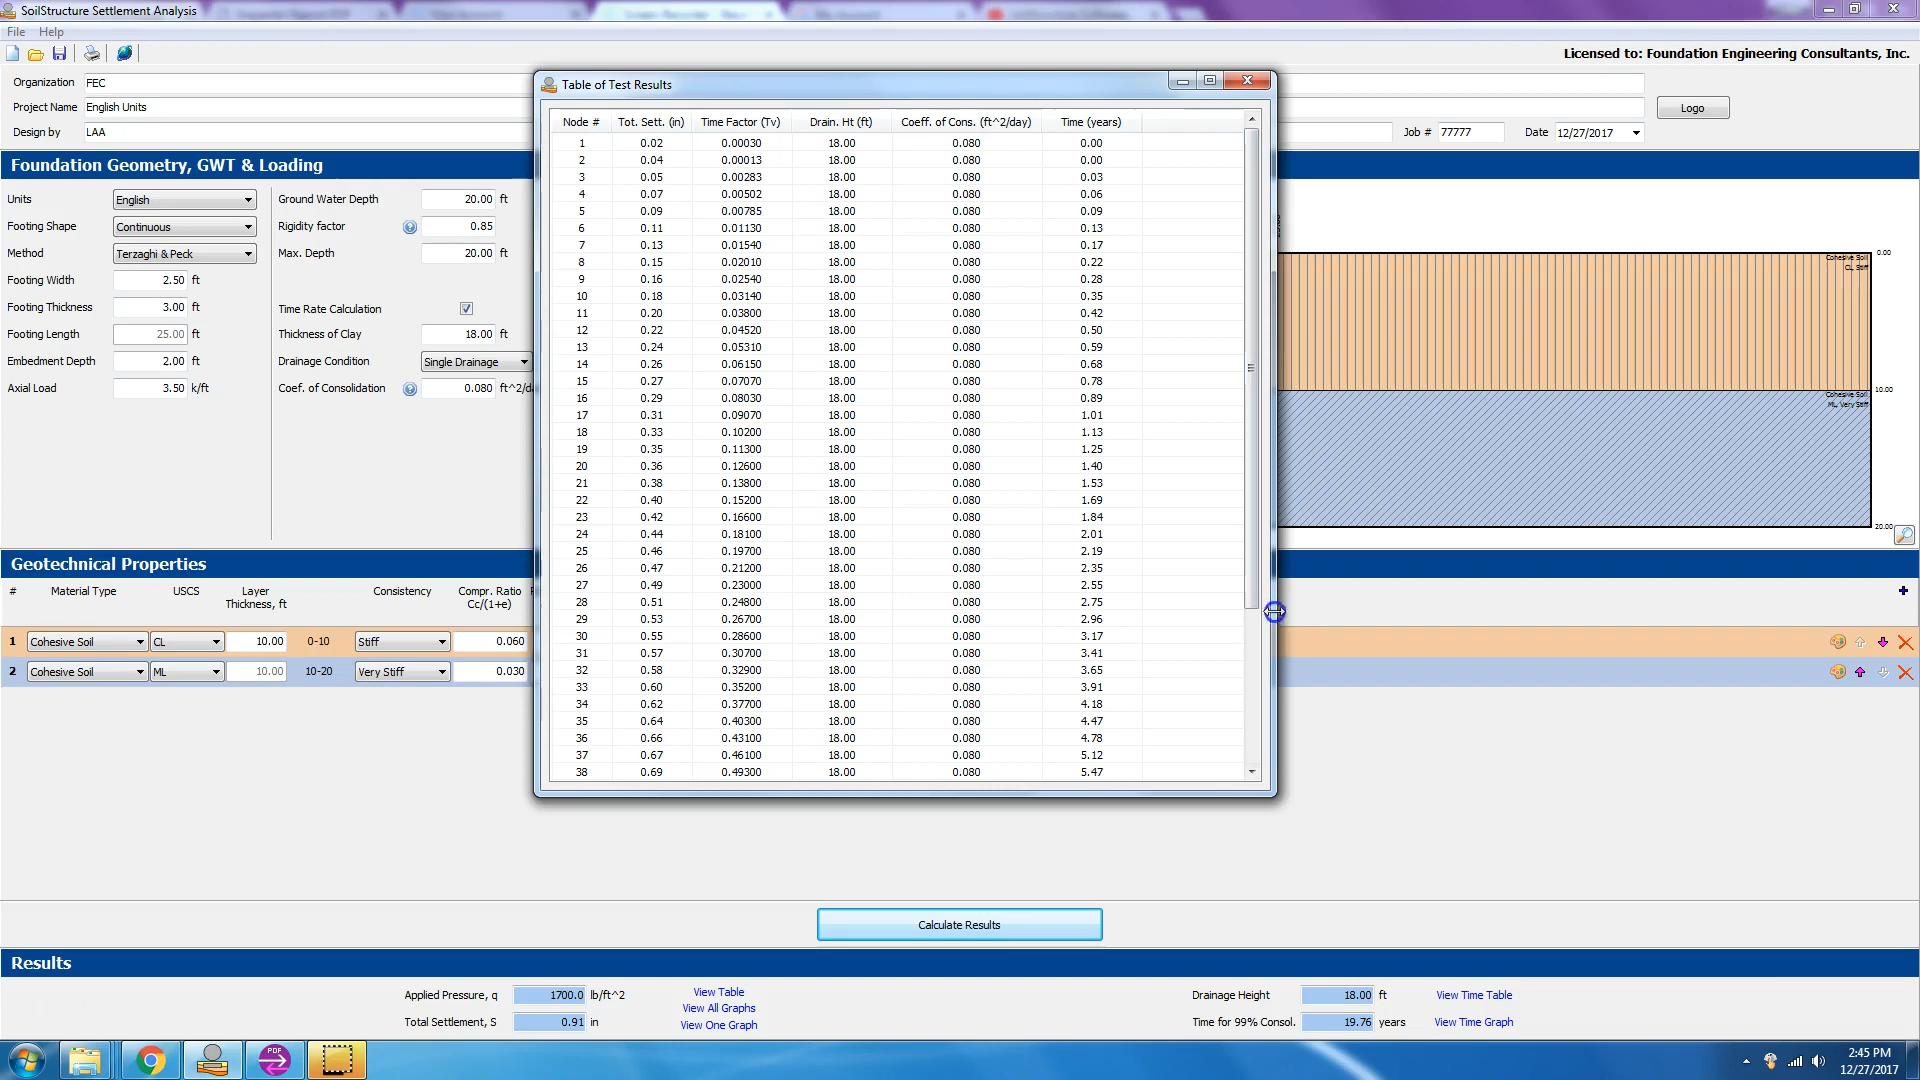 SoilStructure Settlement Analysis
File Help
Licensed to: Foundation Engineering Consultants, Inc.
Organization FEC
Project Name English Units
Design by LAA
Logo
Job # 77777 Date 12/27/2017
Foundation Geometry, GWT & Loading
Units English
Footing Shape Continuous
Method Terzaghi & Peck
Footing Width 2.50 ft
Footing Thickness 3.00 ft
Footing Length 25.00 ft
Embedment Depth 2.00 ft
Axial Load 3.50 k/ft
Ground Water Depth 20.00 ft
Rigidity factor 0.85
Max. Depth 20.00 ft
Time Rate Calculation
Thickness of Clay 18.00 ft
Drainage Condition Single Drainage
Coef. of Consolidation 0.080 ft^2/d
Table of Test Results
Node # Tot. Sett. (in) Time Factor (Tv) Drain. Ht (ft) Coeff. of Cons. (ft^2/day) Time (years)
1 0.02 0.00030 18.00 0.080 0.00
2 0.04 0.00013 18.00 0.080 0.00
3 0.05 0.00283 18.00 0.080 0.03
4 0.07 0.00502 18.00 0.080 0.06
5 0.09 0.00785 18.00 0.080 0.09
6 0.11 0.01130 18.00 0.080 0.13
7 0.13 0.01540 18.00 0.080 0.17
8 0.15 0.02010 18.00 0.080 0.22
9 0.16 0.02540 18.00 0.080 0.28
10 0.18 0.03140 18.00 0.080 0.35
11 0.20 0.03800 18.00 0.080 0.42
12 0.22 0.04520 18.00 0.080 0.50
13 0.24 0.05310 18.00 0.080 0.59
14 0.26 0.06150 18.00 0.080 0.68
15 0.27 0.07070 18.00 0.080 0.78
16 0.29 0.08030 18.00 0.080 0.89
17 0.31 0.09070 18.00 0.080 1.01
18 0.33 0.10200 18.00 0.080 1.13
19 0.35 0.11300 18.00 0.080 1.25
20 0.36 0.12600 18.00 0.080 1.40
21 0.38 0.13800 18.00 0.080 1.53
22 0.40 0.15200 18.00 0.080 1.69
23 0.42 0.16600 18.00 0.080 1.84
24 0.44 0.18100 18.00 0.080 2.01
25 0.46 0.19700 18.00 0.080 2.19
26 0.47 0.21200 18.00 0.080 2.35
27 0.49 0.23000 18.00 0.080 2.55
28 0.51 0.24800 18.00 0.080 2.75
29 0.53 0.26700 18.00 0.080 2.96
30 0.55 0.28600 18.00 0.080 3.17
31 0.57 0.30700 18.00 0.080 3.41
32 0.58 0.32900 18.00 0.080 3.65
33 0.60 0.35200 18.00 0.080 3.91
34 0.62 0.37700 18.00 0.080 4.18
35 0.64 0.40300 18.00 0.080 4.47
36 0.66 0.43100 18.00 0.080 4.78
37 0.67 0.46100 18.00 0.080 5.12
38 0.69 0.49300 18.00 0.080 5.47
0.00
Cohesive Soil
CL, Stiff
10.00
Cohesive Soil
ML, Very Stiff
20.00
Geotechnical Properties
# Material Type USCS Layer Thickness, ft Consistency Compr. Ratio Cc/(1+e)
1 Cohesive Soil CL 10.00 0-10 Stiff 0.060
2 Cohesive Soil ML 10.00 10-20 Very Stiff 0.030
Calculate Results
Results
Applied Pressure, q 1700.0 lb/ft^2
Total Settlement, S 0.91 in
View Table
View All Graphs
View One Graph
Drainage Height 18.00 ft View Time Table
Time for 99% Consol. 19.76 years View Time Graph
PDF
2:45 PM
12/27/2017